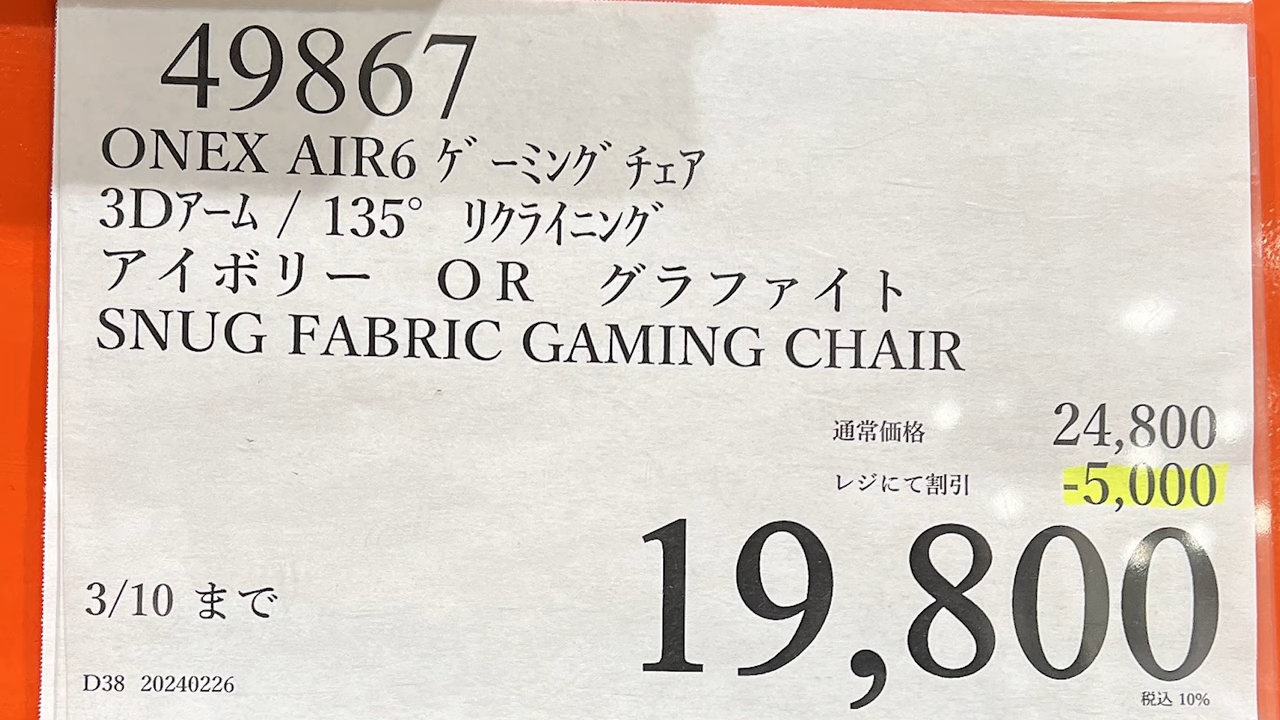 49867
ONEX AIR6 ゲーミングチェア
3Dアーム / 135° リクライニング
アイボリー OR グラファイト
SNUG FABRIC GAMING CHAIR
通常価格 24,800
レジにて割引 -5,000
19,800
3/10 まで
D38 20240226
税込 10%